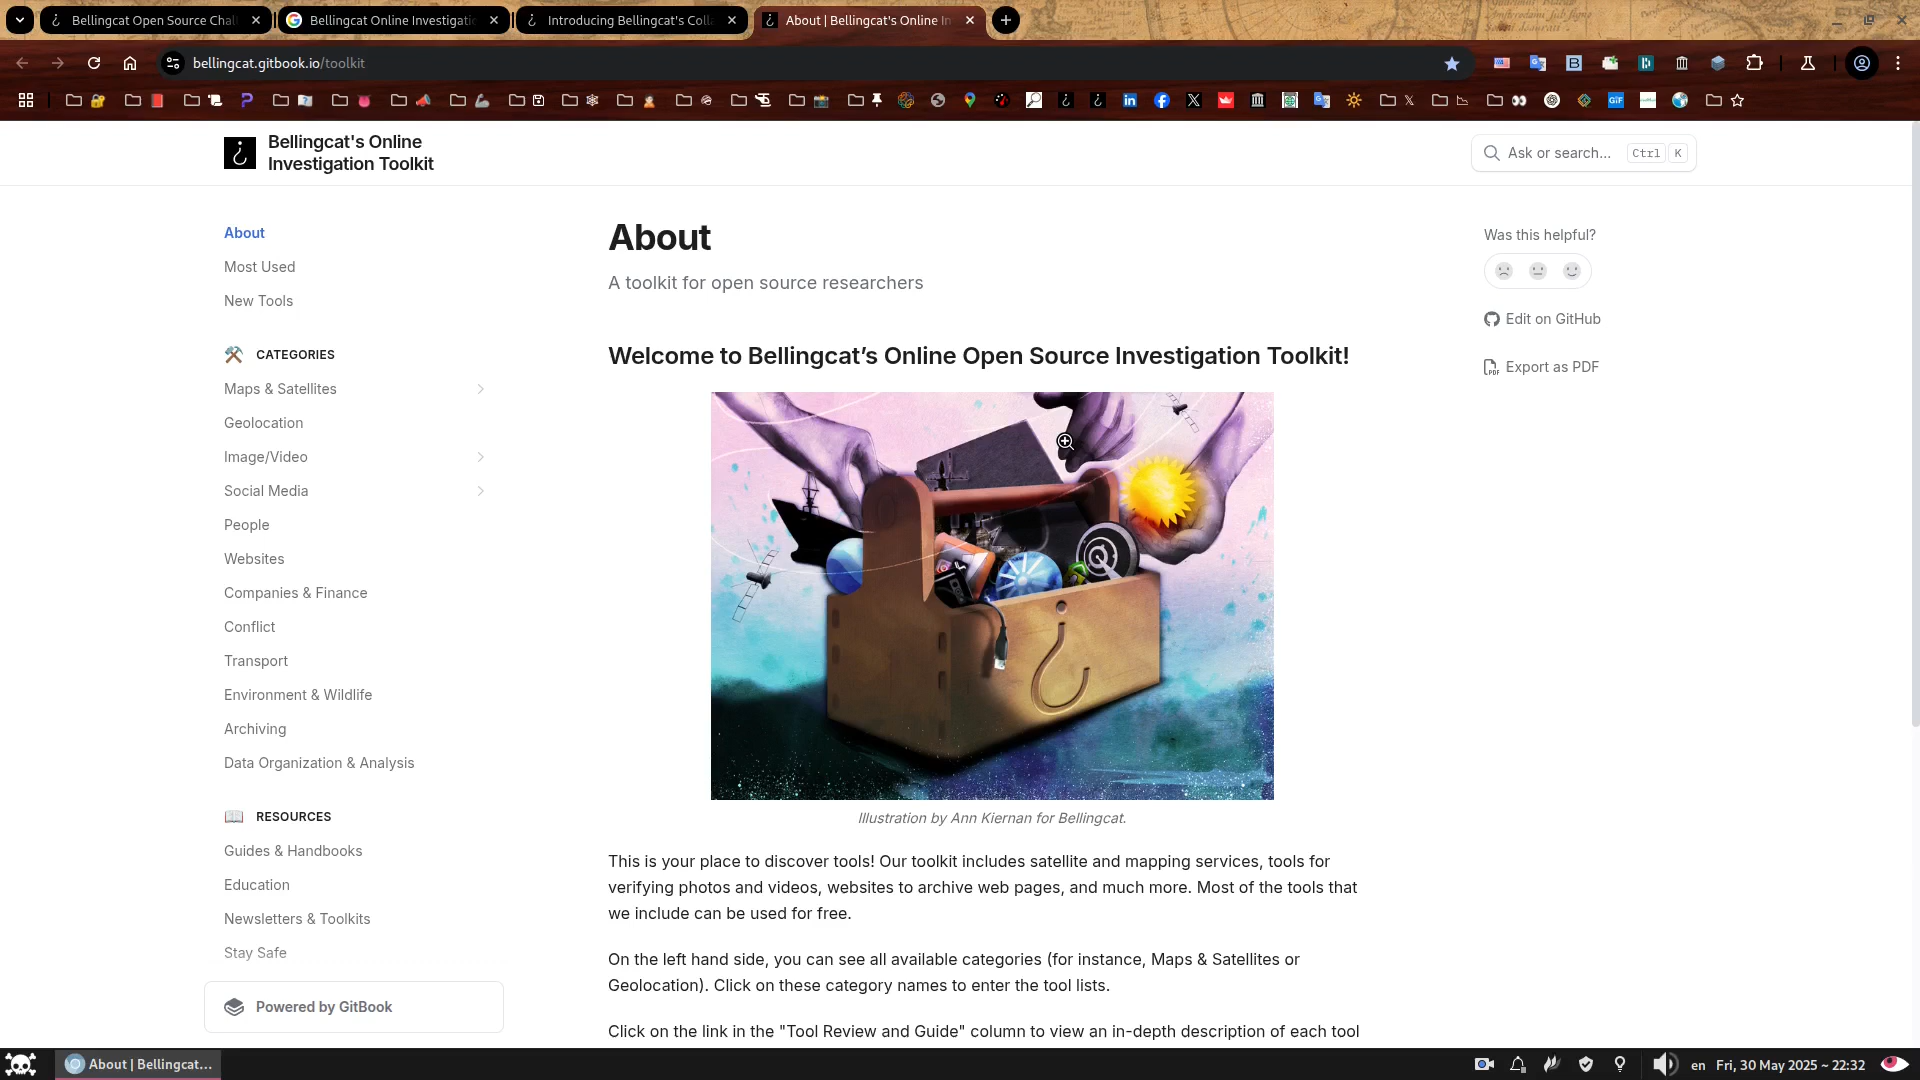 Bellingcat Open Source Chal
Bellingcat Online Investigatio
Introducing Bellingcat's Colla
About | Bellingcat's Online In
bellingcat.gitbook.io/toolkit
Bellingcat's Online
Investigation Toolkit
Ask or search...
Ctrl K
About
Most Used
New Tools
CATEGORIES
Maps & Satellites
Geolocation
Image/Video
Social Media
People
Websites
Companies & Finance
Conflict
Transport
Environment & Wildlife
Archiving
Data Organization & Analysis
RESOURCES
Guides & Handbooks
Education
Newsletters & Toolkits
Stay Safe
Powered by GitBook
About
A toolkit for open source researchers
Welcome to Bellingcat’s Online Open Source Investigation Toolkit!
Illustration by Ann Kiernan for Bellingcat.
This is your place to discover tools! Our toolkit includes satellite and mapping services, tools for
verifying photos and videos, websites to archive web pages, and much more. Most of the tools that
we include can be used for free.
On the left hand side, you can see all available categories (for instance, Maps & Satellites or
Geolocation). Click on these category names to enter the tool lists.
Click on the link in the "Tool Review and Guide" column to view an in-depth description of each tool
Was this helpful?
Edit on GitHub
Export as PDF
About | Bellingcat...
en
Fri, 30 May 2025 ~ 22:32